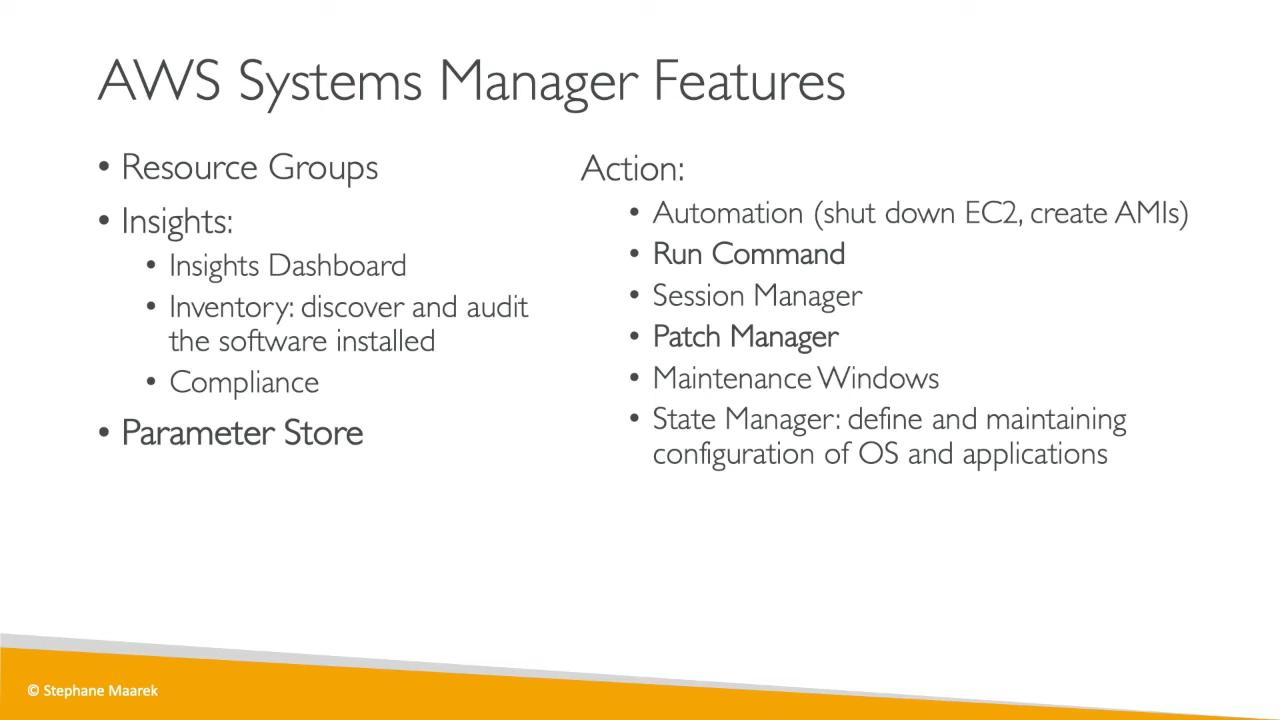 AWS Systems Manager Features
• Resource Groups
• Insights:
• Insights Dashboard
• Inventory: discover and audit
the software installed
• Compliance
• Parameter Store
Action:
• Automation (shut down EC2, create AMIs)
• Run Command
• Session Manager
• Patch Manager
• Maintenance Windows
• State Manager: define and maintaining
configuration of OS and applications
© Stephane Maarek